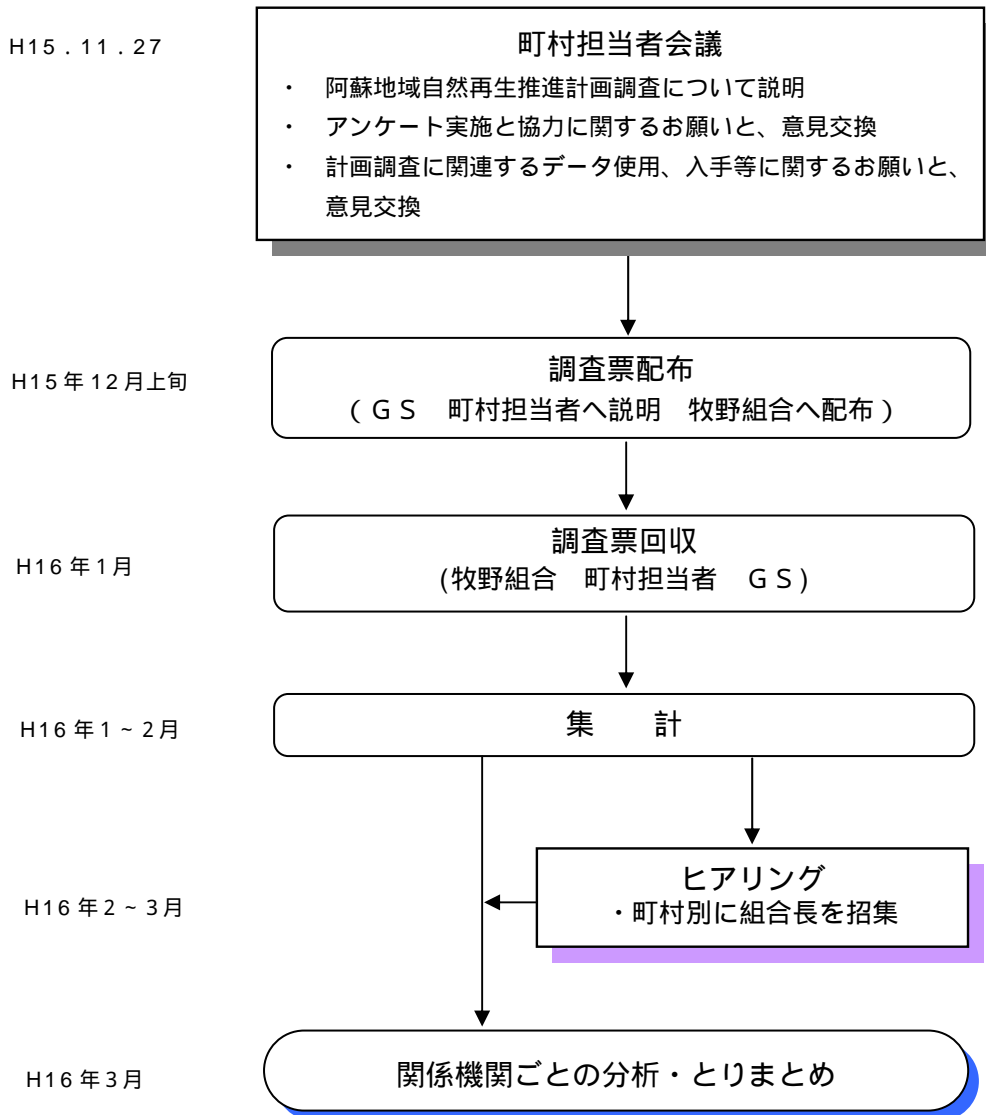 H15．11．27
町村担当者会議
・ 阿蘇地域自然再生推進計画調査について説明
・ アンケート実施と協力に関するお願いと、意見交換
・ 計画調査に関連するデータ使用、入手等に関するお願いと、
意見交換
H15年12月上旬
調査票配布
（ＧＳ　町村担当者へ説明　牧野組合へ配布）
H16年1月
調査票回収
(牧野組合　町村担当者　ＧＳ)
H16年1～2月
集　　計
H16年2～3月
ヒアリング
・町村別に組合長を招集
H16年3月
関係機関ごとの分析・とりまとめ